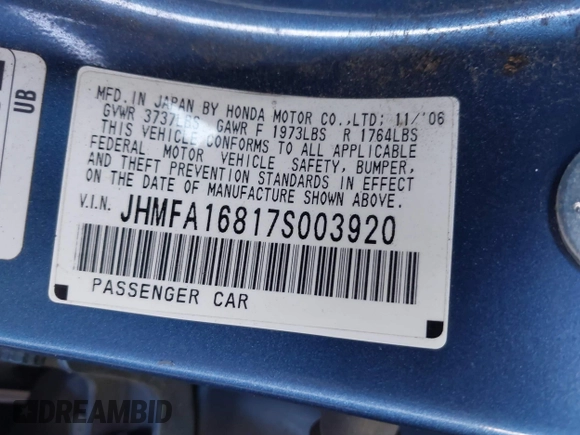 UB
MFD. IN JAPAN BY HONDA MOTOR CO.,LTD; 11/'06
GVWR 3737LBS GAWR F 1973LBS R 1764LBS
THIS VEHICLE CONFORMS TO ALL APPLICABLE
FEDERAL MOTOR VEHICLE SAFETY, BUMPER,
AND THEFT PREVENTION STANDARDS IN EFFECT
ON THE DATE OF MANUFACTURE SHOWN ABOVE.
V.I.N. JHMFA16817S003920
PASSENGER CAR
DREAMBID